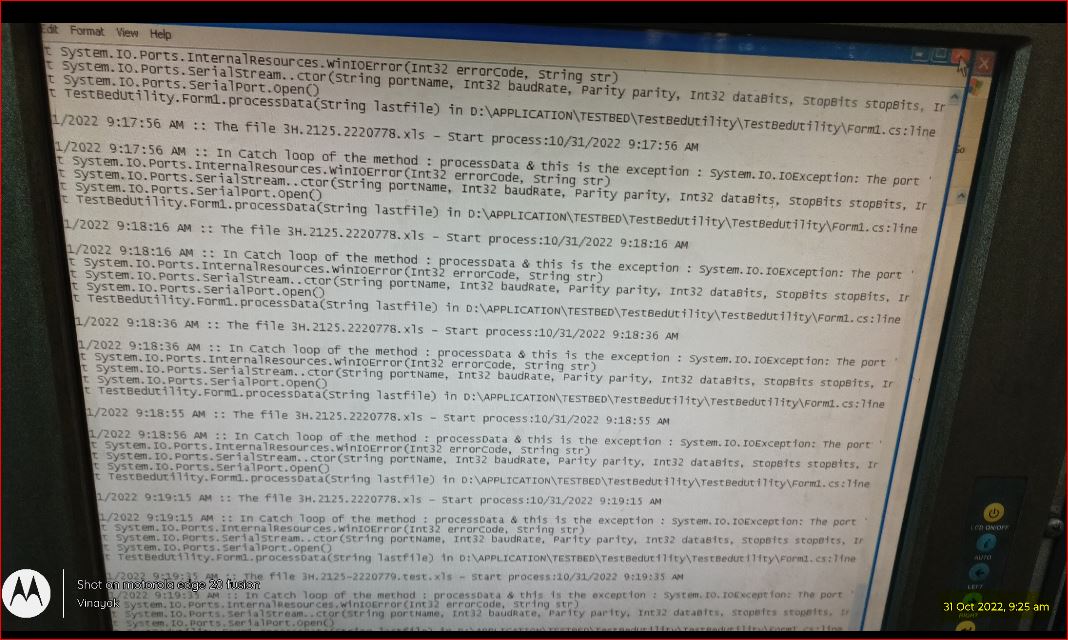 Edit Format View Help
t System.IO.Ports.InternalResources.WinIOError(Int32 errorCode, String str)
t System.IO.Ports.SerialStream..ctor(String portName, Int32 baudRate, Parity parity, Int32 dataBits, StopBits stopBits, Ir
t System.IO.Ports.SerialPort.Open()
t TestBedUtility.Form1.processData(String lastfile) in D:\APPLICATION\TESTBED\TestBedUtility\TestBedUtility\Form1.cs:line
1/2022 9:17:56 AM :: The file 3H.2125.2220778.xls - Start process:10/31/2022 9:17:56 AM
1/2022 9:17:56 AM :: In Catch loop of the method : processData & this is the exception : System.IO.IOException: The port '
t System.IO.Ports.InternalResources.WinIOError(Int32 errorCode, String str)
t System.IO.Ports.SerialStream..ctor(String portName, Int32 baudRate, Parity parity, Int32 dataBits, StopBits stopBits, Ir
t System.IO.Ports.SerialPort.Open()
t TestBedUtility.Form1.processData(String lastfile) in D:\APPLICATION\TESTBED\TestBedUtility\TestBedUtility\Form1.cs:line
1/2022 9:18:16 AM :: The file 3H.2125.2220778.xls - Start process:10/31/2022 9:18:16 AM
1/2022 9:18:16 AM :: In Catch loop of the method : processData & this is the exception : System.IO.IOException: The port '
t System.IO.Ports.InternalResources.WinIOError(Int32 errorCode, String str)
t System.IO.Ports.SerialStream..ctor(String portName, Int32 baudRate, Parity parity, Int32 dataBits, StopBits stopBits, Ir
t System.IO.Ports.SerialPort.Open()
t TestBedUtility.Form1.processData(String lastfile) in D:\APPLICATION\TESTBED\TestBedUtility\TestBedUtility\Form1.cs:line
1/2022 9:18:36 AM :: The file 3H.2125.2220778.xls - Start process:10/31/2022 9:18:36 AM
1/2022 9:18:36 AM :: In Catch loop of the method : processData & this is the exception : System.IO.IOException: The port '
t System.IO.Ports.InternalResources.WinIOError(Int32 errorCode, String str)
t System.IO.Ports.SerialStream..ctor(String portName, Int32 baudRate, Parity parity, Int32 dataBits, StopBits stopBits, Ir
t System.IO.Ports.SerialPort.Open()
t TestBedUtility.Form1.processData(String lastfile) in D:\APPLICATION\TESTBED\TestBedUtility\TestBedUtility\Form1.cs:line
1/2022 9:18:55 AM :: The file 3H.2125.2220778.xls - Start process:10/31/2022 9:18:55 AM
1/2022 9:18:56 AM :: In Catch loop of the method : processData & this is the exception : System.IO.IOException: The port '
t System.IO.Ports.InternalResources.WinIOError(Int32 errorCode, String str)
t System.IO.Ports.SerialStream..ctor(String portName, Int32 baudRate, Parity parity, Int32 dataBits, StopBits stopBits, Ir
t System.IO.Ports.SerialPort.Open()
t TestBedUtility.Form1.processData(String lastfile) in D:\APPLICATION\TESTBED\TestBedUtility\TestBedUtility\Form1.cs:line
1/2022 9:19:15 AM :: The file 3H.2125.2220778.xls - Start process:10/31/2022 9:19:15 AM
1/2022 9:19:15 AM :: In Catch loop of the method : processData & this is the exception : System.IO.IOException: The port '
t System.IO.Ports.InternalResources.WinIOError(Int32 errorCode, String str)
t System.IO.Ports.SerialStream..ctor(String portName, Int32 baudRate, Parity parity, Int32 dataBits, StopBits stopBits, Ir
t System.IO.Ports.SerialPort.Open()
t TestBedUtility.Form1.processData(String lastfile) in D:\APPLICATION\TESTBED\TestBedUtility\TestBedUtility\Form1.cs:line
1/2022 9:19:35 AM :: The file 3H.2125-2220779.test.xls - Start process:10/31/2022 9:19:35 AM
1/2022 9:19:35 AM :: In Catch loop of the method : processData & this is the exception : System.IO.IOException: The port '
t System.IO.Ports.InternalResources.WinIOError(Int32 errorCode, String str)
t System.IO.Ports.SerialStream..ctor(String portName, Int32 baudRate, Parity parity, Int32 dataBits, StopBits stopBits, Ir
System.IO.Ports.SerialPort.Open()
TestBedUtility.Form1.processData(String lastfile) in D:\APPLICATION\TESTBED\TestBedUtility\TestBedUtility\Form1.cs:line
LCD ON/OFF
AUTO
LEFT
Shot on motorola edge 20 fusion
Vinayak
31 Oct 2022, 9:25 am